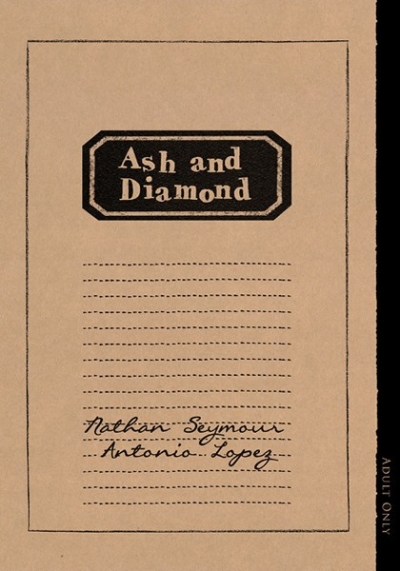 Ash and
Diamond
Nathan Seymour
Antonio Lopez
ADULT ONLY